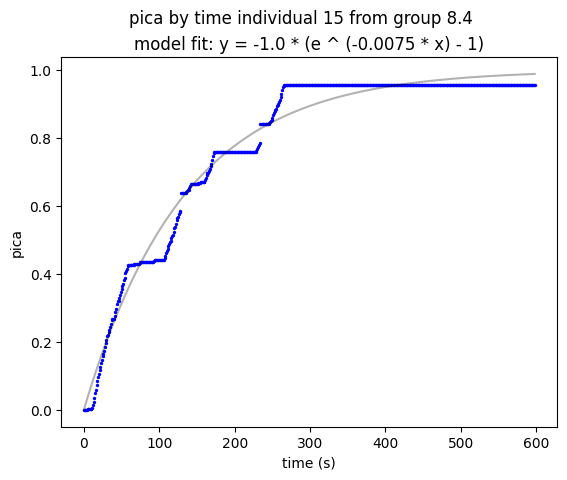 pica by time individual 15 from group 8.4
model fit: y = -1.0 * (e ^ (-0.0075 * x) - 1)
1.0
0.8
0.6
0.4
0.2
0.0
pica
0 100 200 300 400 500 600
time (s)